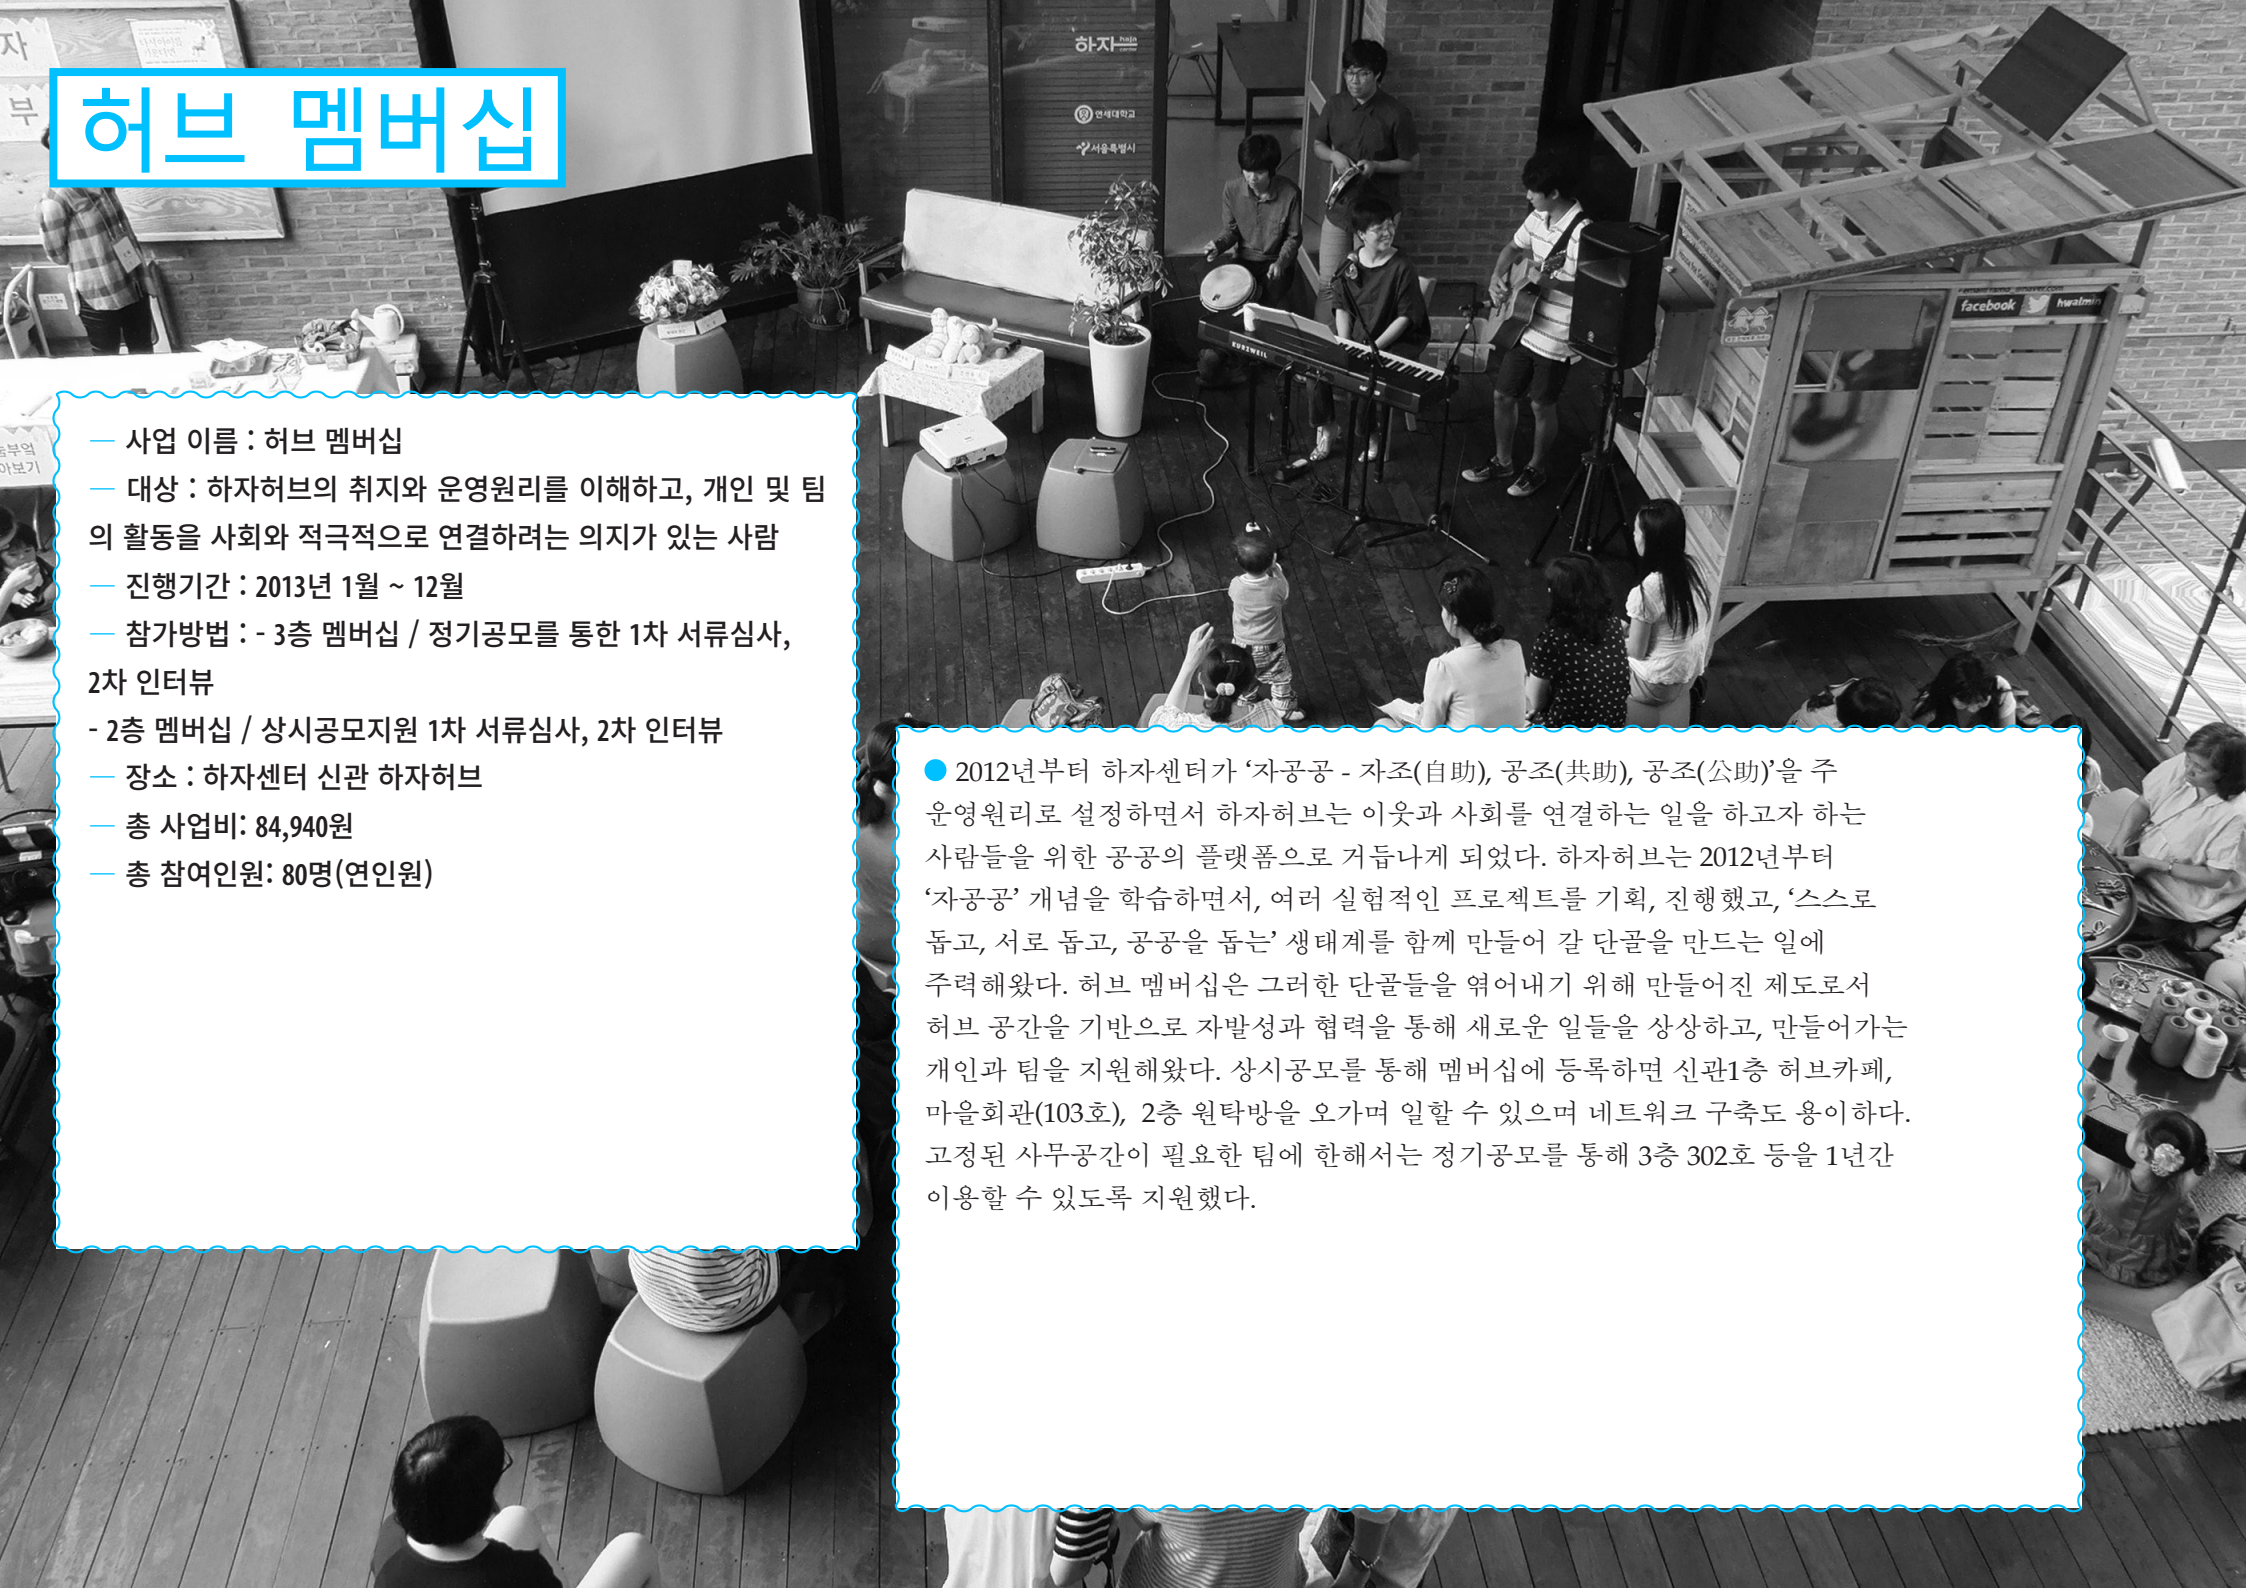 허브 멤버십
하자 haja center
연세대학교
서울특별시
facebook hwalmin
KURZWEIL
자
부
— 사업 이름 : 허브 멤버십
— 대상 : 하자허브의 취지와 운영원리를 이해하고, 개인 및 팀
의 활동을 사회와 적극적으로 연결하려는 의지가 있는 사람
— 진행기간 : 2013년 1월 ~ 12월
— 참가방법 : - 3층 멤버십 / 정기공모를 통한 1차 서류심사,
2차 인터뷰
- 2층 멤버십 / 상시공모지원 1차 서류심사, 2차 인터뷰
— 장소 : 하자센터 신관 하자허브
— 총 사업비: 84,940원
— 총 참여인원: 80명(연인원)
● 2012년부터 하자센터가 ‘자공공 - 자조(自助), 공조(共助), 공조(公助)’을 주
운영원리로 설정하면서 하자허브는 이웃과 사회를 연결하는 일을 하고자 하는
사람들을 위한 공공의 플랫폼으로 거듭나게 되었다. 하자허브는 2012년부터
‘자공공’ 개념을 학습하면서, 여러 실험적인 프로젝트를 기획, 진행했고, ‘스스로
돕고, 서로 돕고, 공공을 돕는’ 생태계를 함께 만들어 갈 단골을 만드는 일에
주력해왔다. 허브 멤버십은 그러한 단골들을 엮어내기 위해 만들어진 제도로서
허브 공간을 기반으로 자발성과 협력을 통해 새로운 일들을 상상하고, 만들어가는
개인과 팀을 지원해왔다. 상시공모를 통해 멤버십에 등록하면 신관1층 허브카페,
마을회관(103호), 2층 원탁방을 오가며 일할 수 있으며 네트워크 구축도 용이하다.
고정된 사무공간이 필요한 팀에 한해서는 정기공모를 통해 3층 302호 등을 1년간
이용할 수 있도록 지원했다.